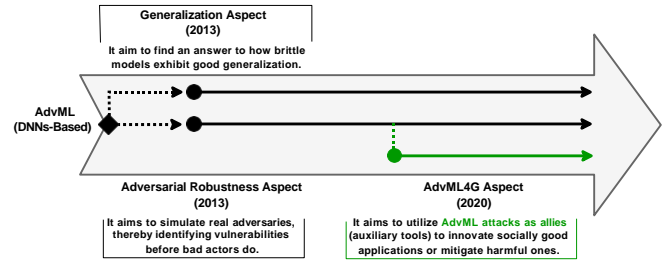 Generalization Aspect
(2013)
It aim to find an answer to how brittle
models exhibit good generalization.
AdvML
(DNNs-Based)
Adversarial Robustness Aspect
(2013)
It aims to simulate real adversaries,
thereby identifying vulnerabilities
before bad actors do.
AdvML4G Aspect
(2020)
It aims to utilize AdvML attacks as allies
(auxiliary tools) to innovate socially good
applications or mitigate harmful ones.